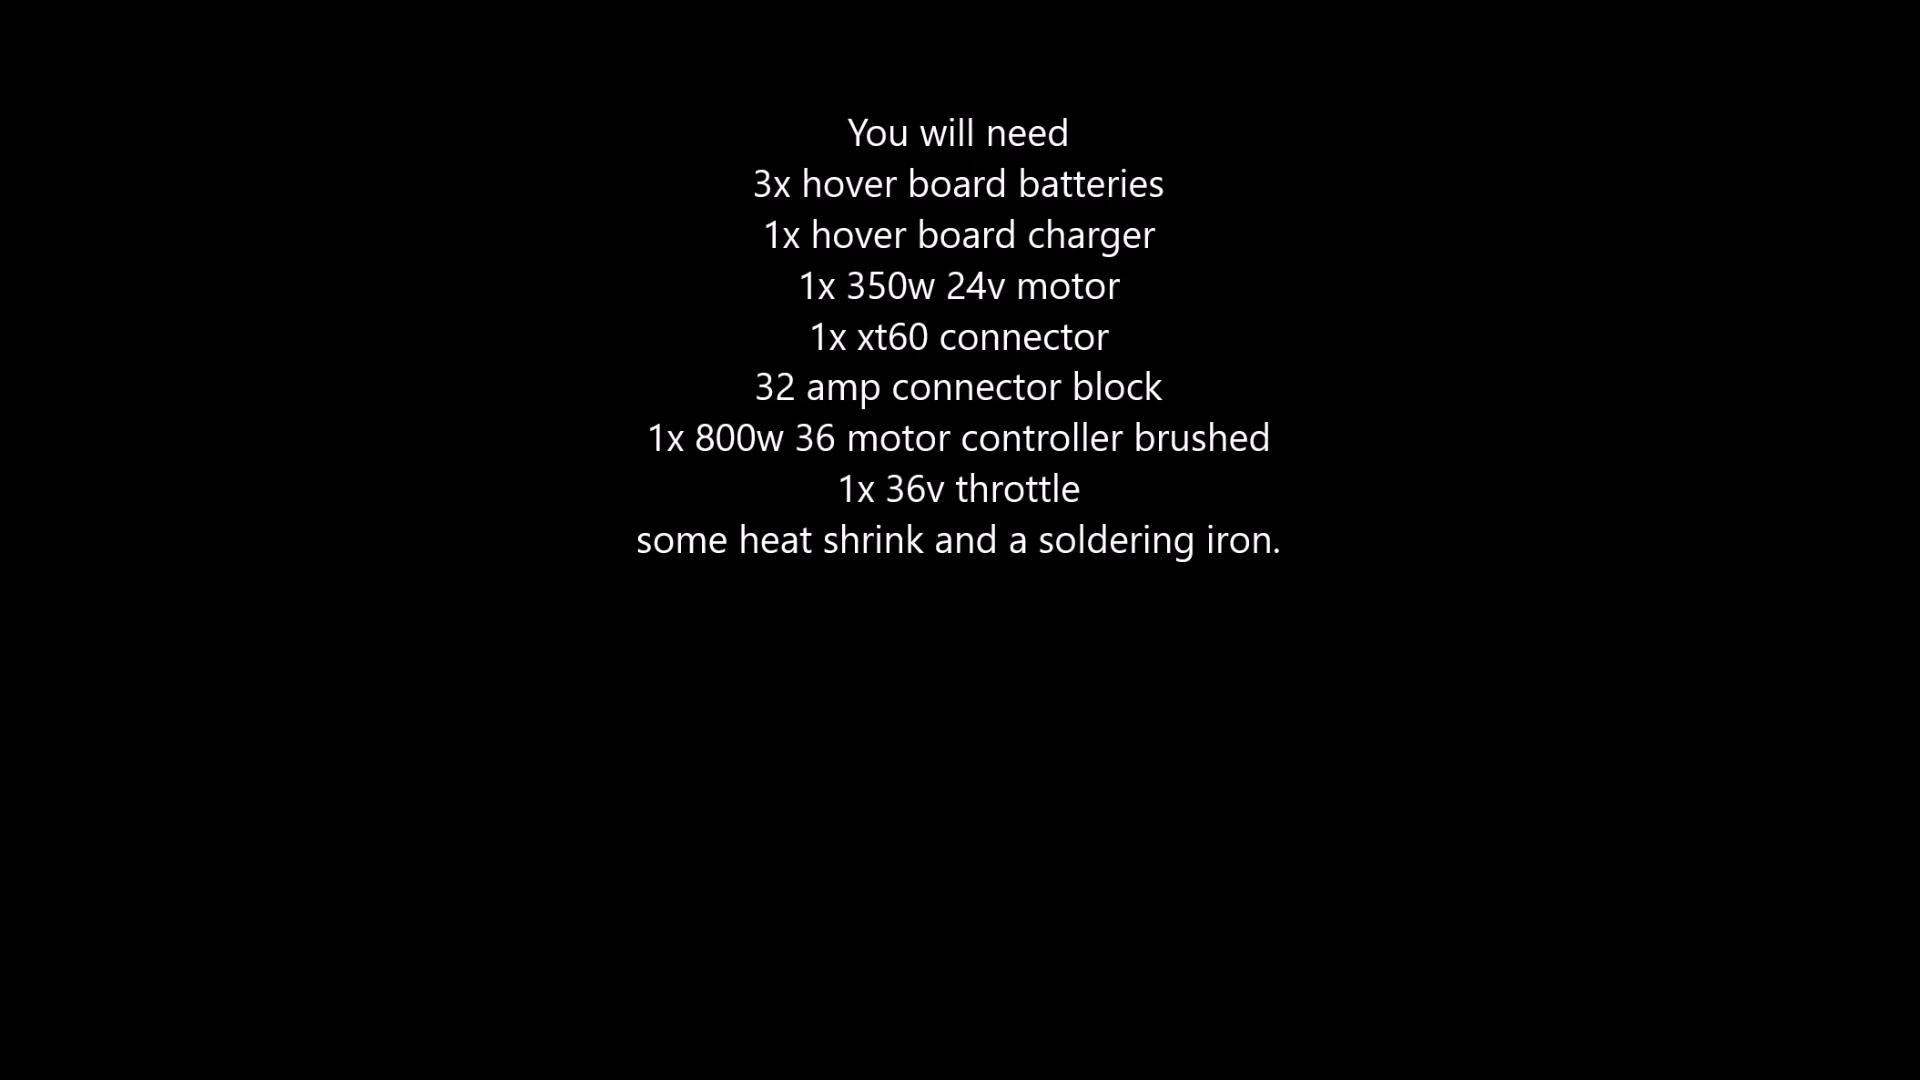 You will need
3x hover board batteries
1x hover board charger
1x 350w 24v motor
1x xt60 connector
32 amp connector block
1x 800w 36 motor controller brushed
1x 36v throttle
some heat shrink and a soldering iron.